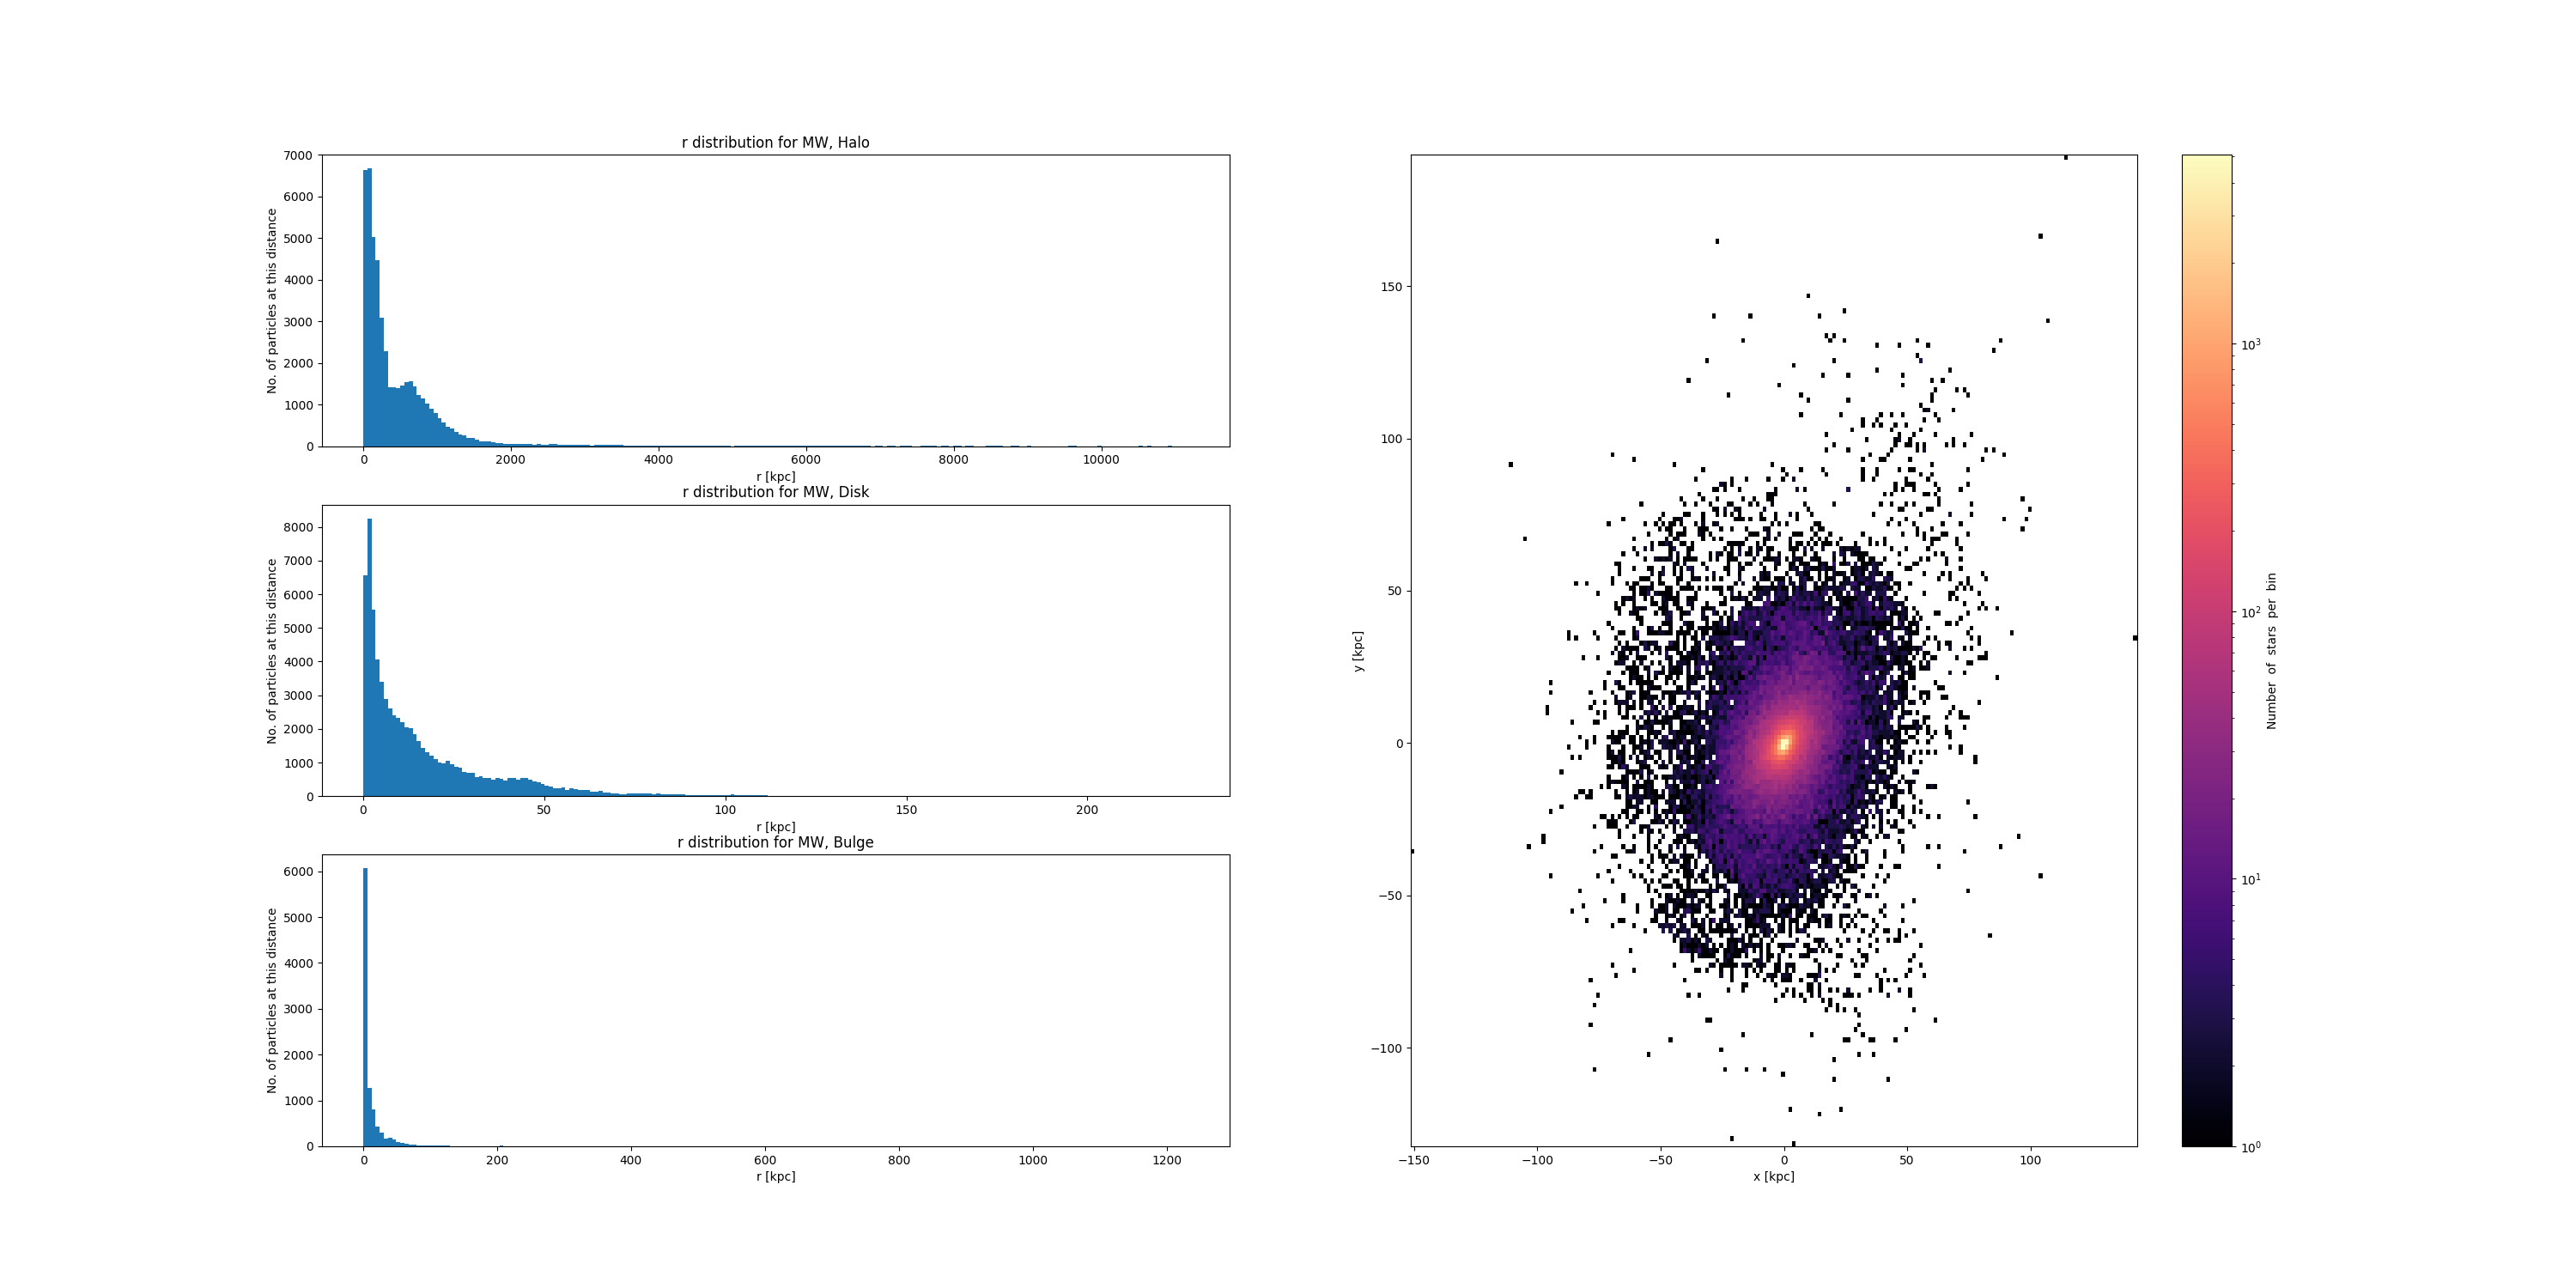 r distribution for MW, Halo
No. of particles at this distance
7000
6000
5000
4000
3000
2000
1000
0
0 2000 4000 6000 8000 10000
r [kpc]
r distribution for MW, Disk
No. of particles at this distance
8000
7000
6000
5000
4000
3000
2000
1000
0
0 50 100 150 200
r [kpc]
r distribution for MW, Bulge
No. of particles at this distance
6000
5000
4000
3000
2000
1000
0
0 200 400 600 800 1000 1200
r [kpc]
y [kpc]
150
100
50
0
−50
−100
−150 −100 −50 0 50 100
x [kpc]
10³
10²
10¹
10⁰
Number of stars per bin